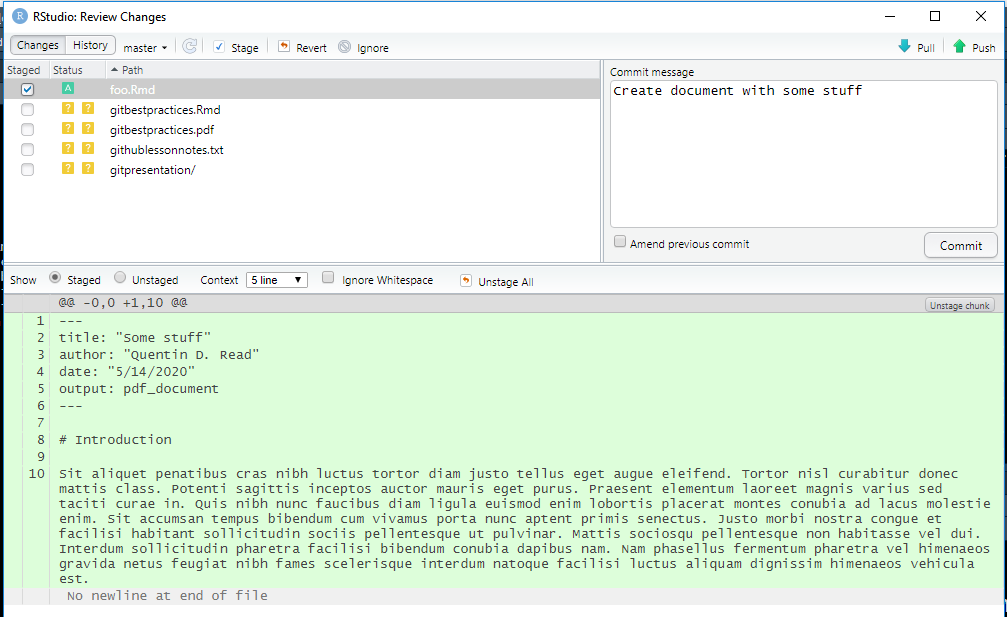 R RStudio: Review Changes
Changes History master Stage Revert Ignore Pull Push
Staged Status Path
A foo.Rmd
? ? gitbestpractices.Rmd
? ? gitbestpractices.pdf
? ? githublessonnotes.txt
? ? gitpresentation/
Commit message
Create document with some stuff
Amend previous commit Commit
Show Staged Unstaged Context 5 line Ignore Whitespace Unstage All
@@ -0,0 +1,10 @@ Unstage chunk
1 ---
2 title: "Some stuff"
3 author: "Quentin D. Read"
4 date: "5/14/2020"
5 output: pdf_document
6 ---
7
8 # Introduction
9
10 Sit aliquet penatibus cras nibh luctus tortor diam justo tellus eget augue eleifend. Tortor nisl curabitur donec
mattis class. Potenti sagittis inceptos auctor mauris eget purus. Praesent elementum laoreet magnis varius sed
taciti curae in. Quis nibh nunc faucibus diam ligula euismod enim lobortis placerat montes conubia ad lacus molestie
enim. Sit accumsan tempus bibendum cum vivamus porta nunc aptent primis senectus. Justo morbi nostra congue et
facilisi habitant sollicitudin sociis pellentesque ut pulvinar. Mattis sociosqu pellentesque non habitasse vel dui.
Interdum sollicitudin pharetra facilisi bibendum conubia dapibus nam. Nam phasellus fermentum pharetra vel himenaeos
gravida netus feugiat nibh fames scelerisque interdum natoque facilisi luctus aliquam dignissim himenaeos vehicula
est.
No newline at end of file